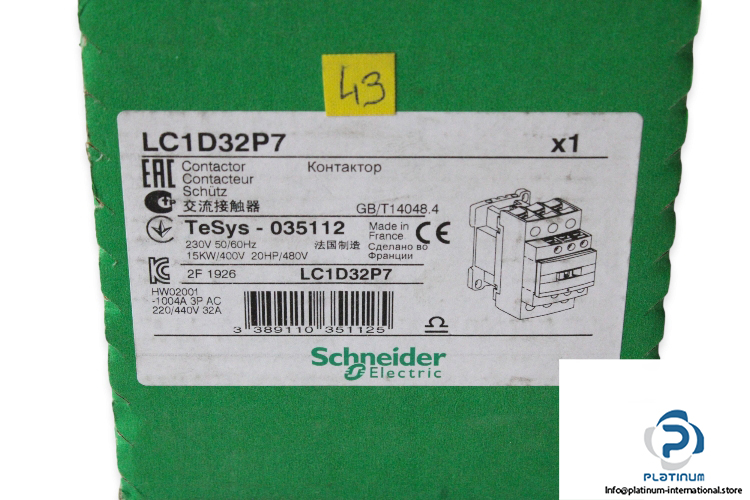 43
LC1D32P7 x1
EAC Contactor Контактор
Contacteur
Schütz
交流接触器 GB/T14048.4
TeSys - 035112 Made in France CE
230V 50/60Hz 法国制造 Сделано во Франции
15KW/400V 20HP/480V
2F 1926 LC1D32P7
HW02001
-1004A 3P AC
220/440V 32A
3 389110 351125
Schneider
Electric
PLATINUM
Info@platinum-international.store